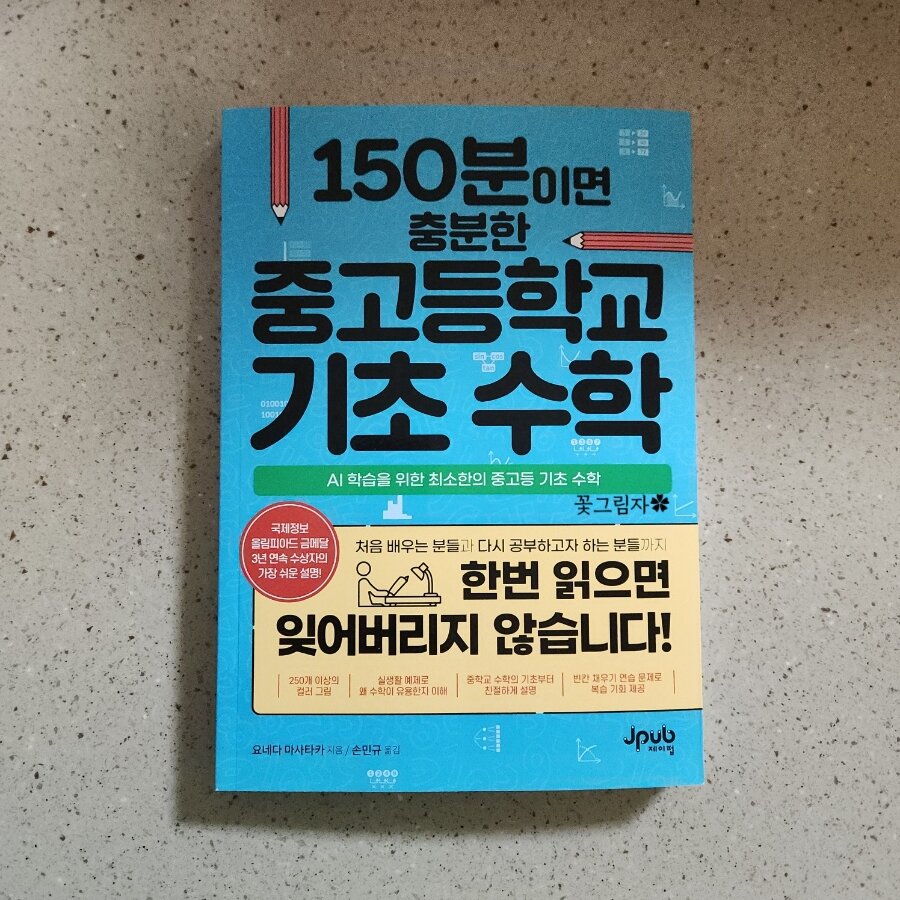 150분이면
충분한
중고등학교
기초 수학
sin cos
tan
AI 학습을 위한 최소한의 중고등 기초 수학
꽃그림자
국제정보
올림피아드 금메달
3년 연속 수상자의
가장 쉬운 설명!
처음 배우는 분들과 다시 공부하고자 하는 분들까지
한번 읽으면
잊어버리지 않습니다!
250개 이상의
컬러 그림
실생활 예제로
왜 수학이 유용한지 이해
중학교 수학의 기초부터
친절하게 설명
빈칸 채우기 연습 문제로
복습 기회 제공
요네다 마사타카 지음 / 손민규 옮김
Jpub
제이펍